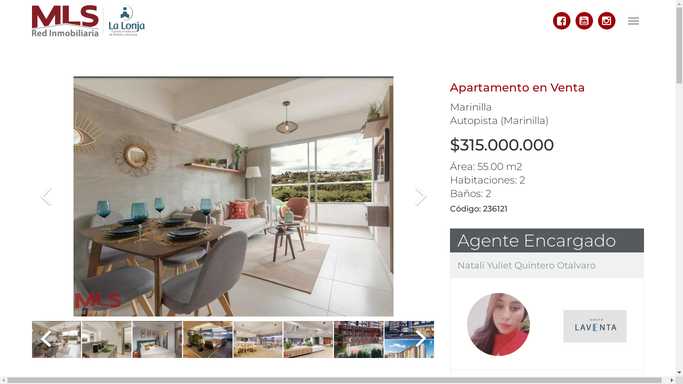 MLS
Red Inmobiliaria
La Lonja
Apartamento en Venta
Marinilla
Autopista (Marinilla)
$315.000.000
Área: 55.00 m2
Habitaciones: 2
Baños: 2
Código: 236121
MLS
Agente Encargado
Natali Yuliet Quintero Otalvaro
LAVENTA